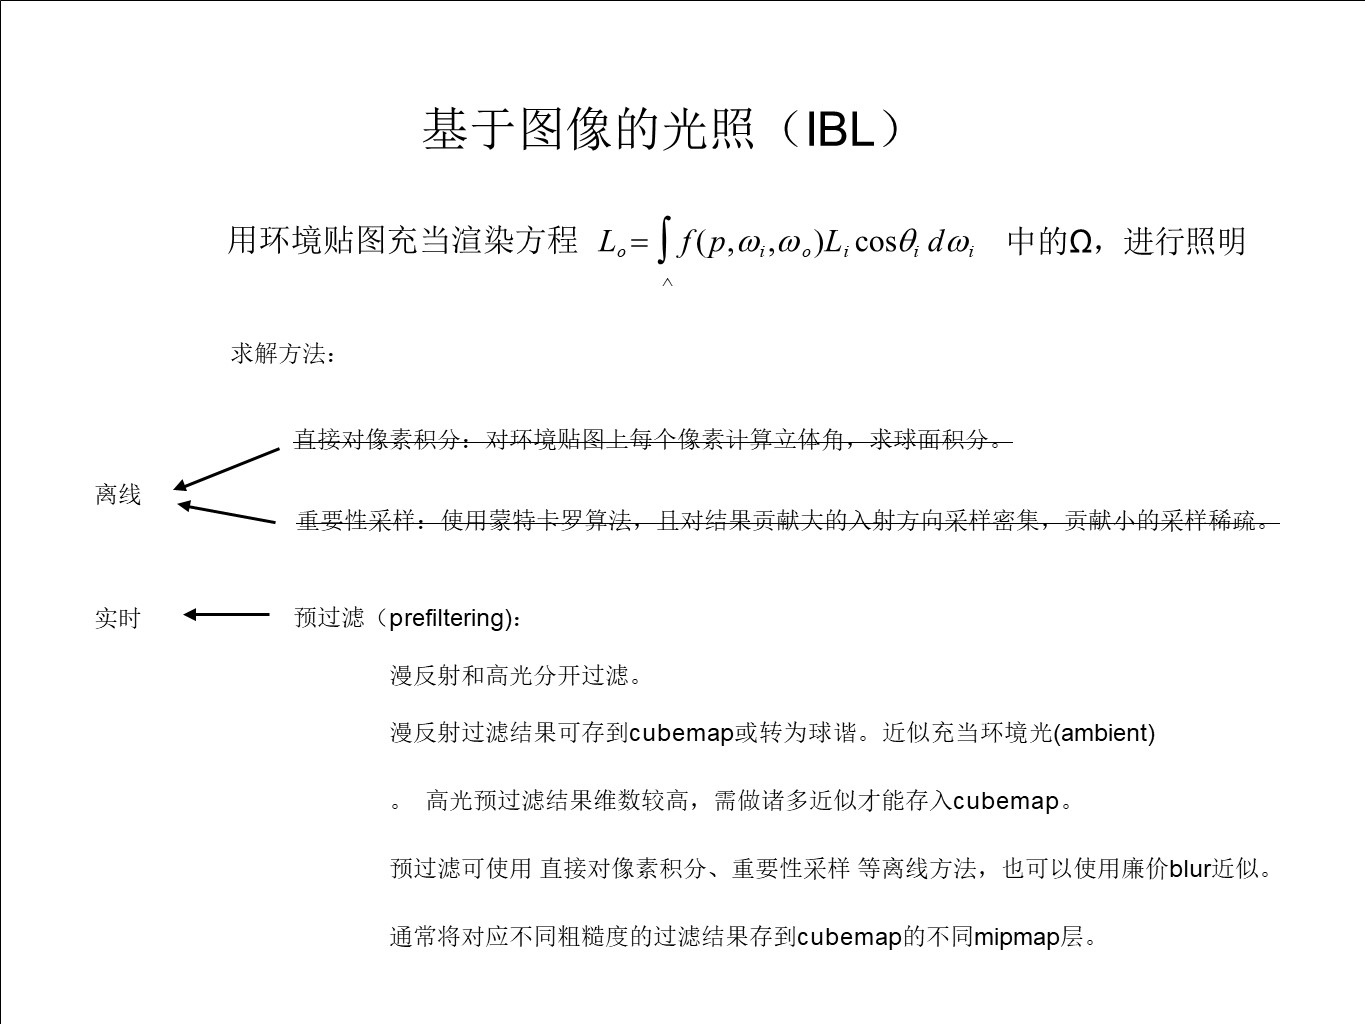 基于图像的光照（IBL）
用环境贴图充当渲染方程 Lₒ = ∫ f(p,ωᵢ,ωₒ)Lᵢ cosθᵢ dωᵢ 中的Ω，进行照明
^
求解方法：
直接对像素积分：对环境贴图上每个像素计算立体角，求球面积分。
离线
重要性采样：使用蒙特卡罗算法，且对结果贡献大的入射方向采样密集，贡献小的采样稀疏。
实时 预过滤（prefiltering)：
漫反射和高光分开过滤。
漫反射过滤结果可存到cubemap或转为球谐。近似充当环境光(ambient)
。 高光预过滤结果维数较高，需做诸多近似才能存入cubemap。
预过滤可使用 直接对像素积分、重要性采样 等离线方法，也可以使用廉价blur近似。
通常将对应不同粗糙度的过滤结果存到cubemap的不同mipmap层。